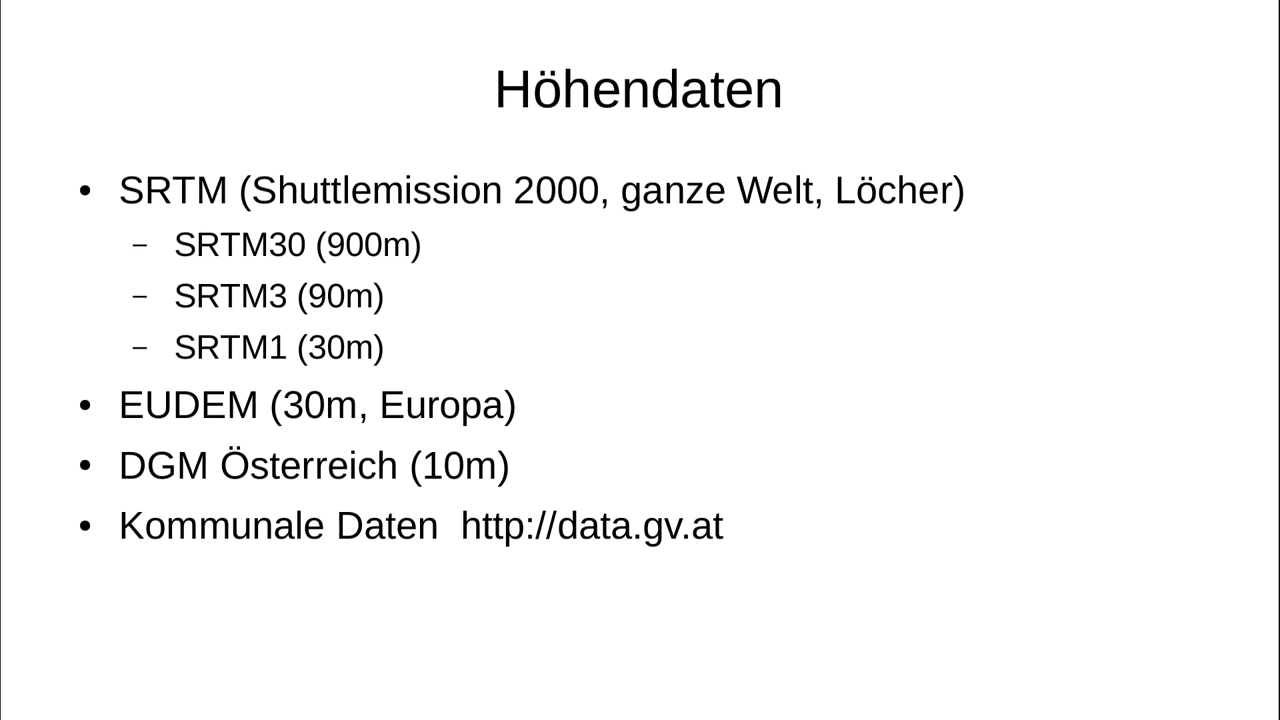 Höhendaten
• SRTM (Shuttlemission 2000, ganze Welt, Löcher)
– SRTM30 (900m)
– SRTM3 (90m)
– SRTM1 (30m)
• EUDEM (30m, Europa)
• DGM Österreich (10m)
• Kommunale Daten  http://data.gv.at